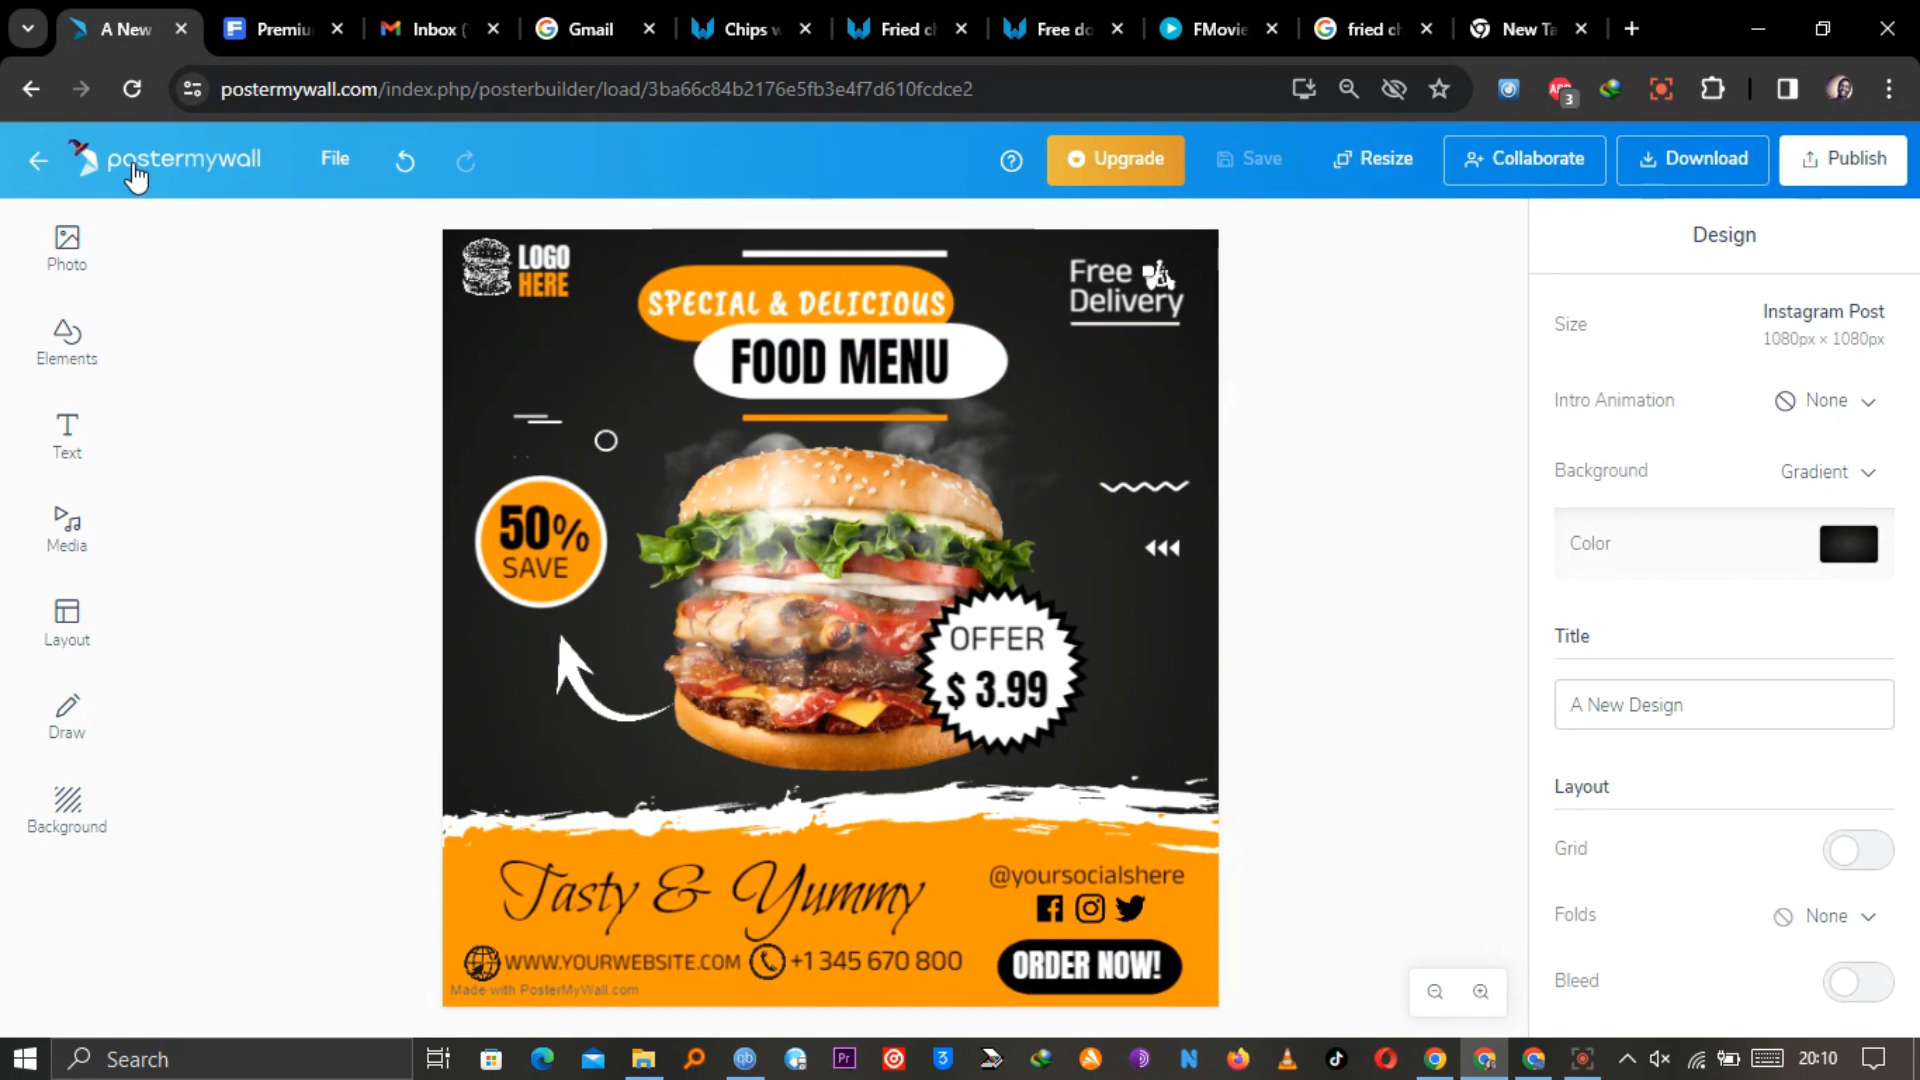 A New
Premiu
Inbox (
Gmail
Chips w
Fried ch
Free do
FMovie
fried ch
New Ta
postermywall.com/index.php/posterbuilder/load/3ba66c84b2176e5fb3e4f7d610fcdce2
3
postermywall
File
Upgrade
Save
Resize
Collaborate
Download
Publish
Photo
Elements
Text
Media
Layout
Draw
Background
LOGO
HERE
SPECIAL & DELICIOUS
FOOD MENU
Free
Delivery
50%
SAVE
OFFER
$ 3.99
Tasty & Yummy
@yoursocialshere
WWW.YOURWEBSITE.COM
+1 345 670 800
ORDER NOW!
Made with PosterMyWall.com
Design
Size
Instagram Post
1080px × 1080px
Intro Animation
None
Background
Gradient
Color
Title
A New Design
Layout
Grid
Folds
None
Bleed
Search
20:10